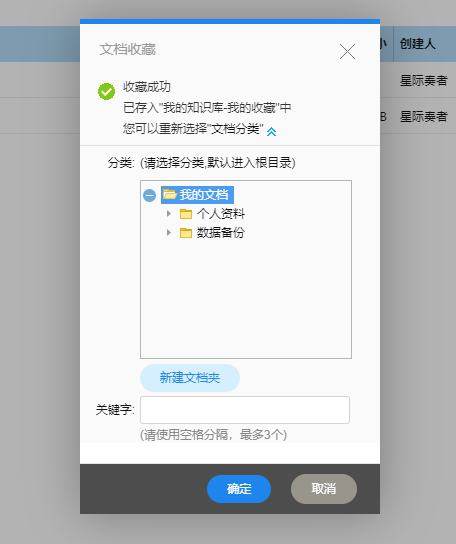 文档收藏
小 创建人
收藏成功
已存入"我的知识库-我的收藏"中
星际奏者
您可以重新选择"文档分类"
B 星际奏者
分类: (请选择分类,默认进入根目录)
我的文档
个人资料
数据备份
新建文档夹
关键字:
(请使用空格分隔，最多3个)
确定 取消